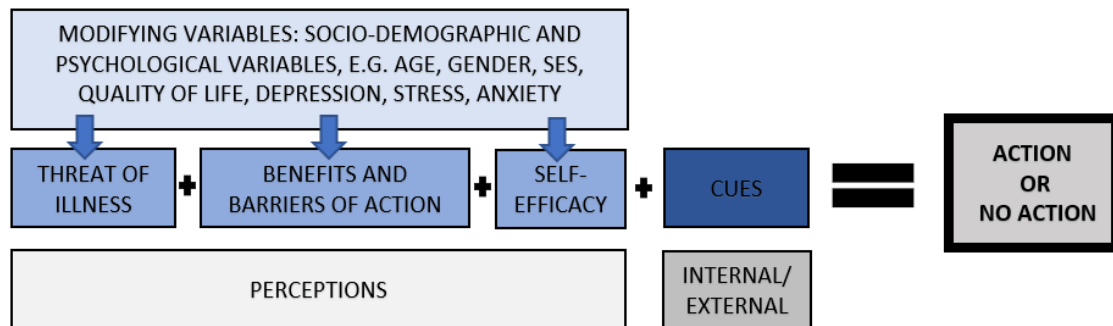 MODIFYING VARIABLES: SOCIO-DEMOGRAPHIC AND
PSYCHOLOGICAL VARIABLES, E.G. AGE, GENDER, SES,
QUALITY OF LIFE, DEPRESSION, STRESS, ANXIETY
THREAT OF
ILLNESS
+
BENEFITS AND
BARRIERS OF ACTION
+
SELF-
EFFICACY
+
CUES
=
ACTION
OR
NO ACTION
PERCEPTIONS
INTERNAL/
EXTERNAL